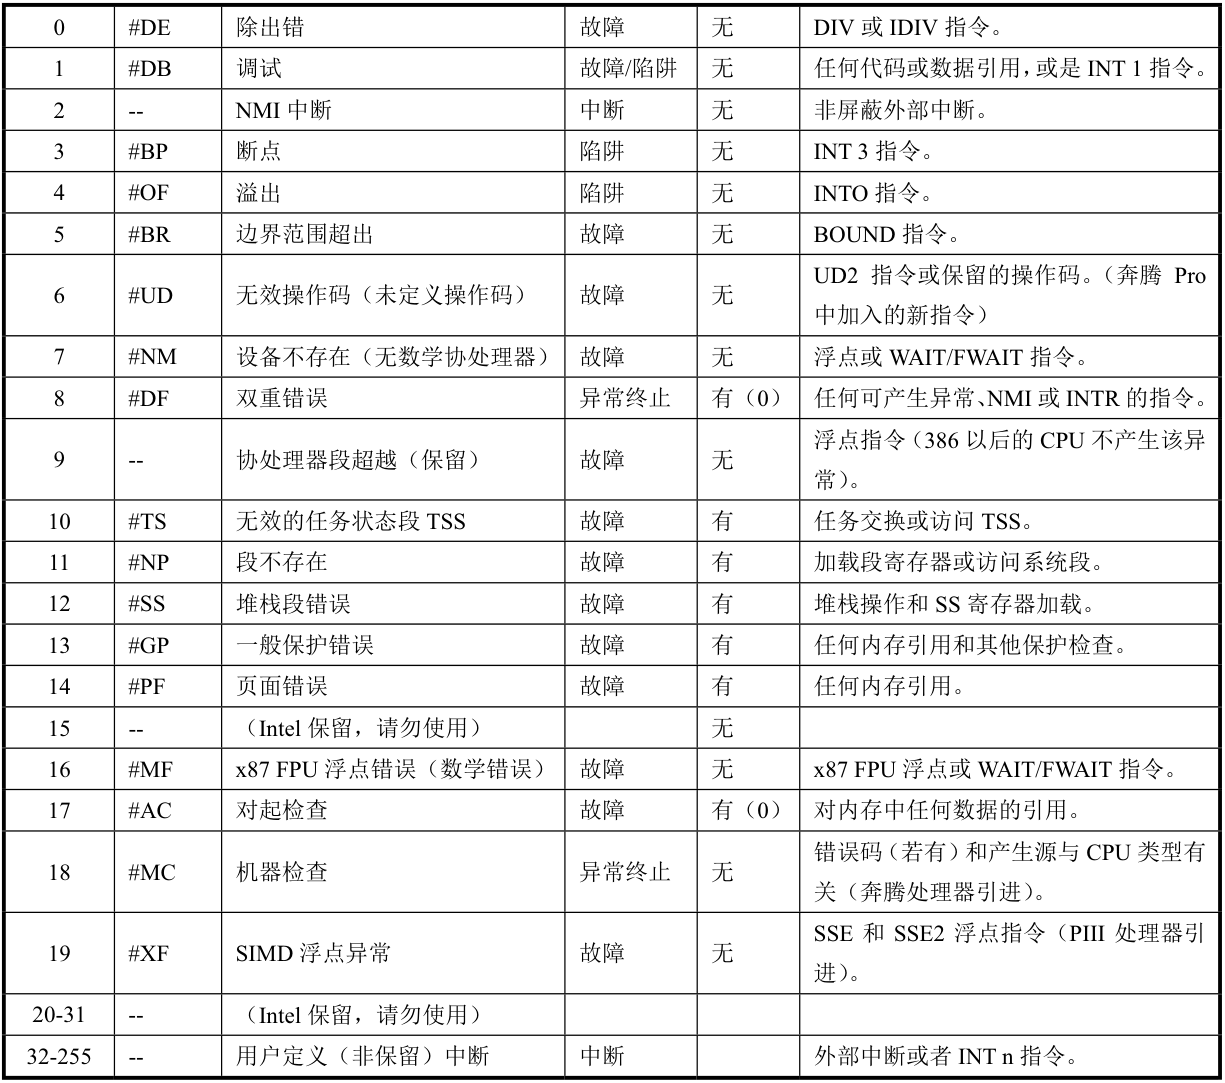 0 #DE 除出错 故障 无 DIV 或 IDIV 指令。
1 #DB 调试 故障/陷阱 无 任何代码或数据引用，或是 INT 1 指令。
2 -- NMI 中断 中断 无 非屏蔽外部中断。
3 #BP 断点 陷阱 无 INT 3 指令。
4 #OF 溢出 陷阱 无 INTO 指令。
5 #BR 边界范围超出 故障 无 BOUND 指令。
6 #UD 无效操作码（未定义操作码） 故障 无 UD2 指令或保留的操作码。（奔腾 Pro
中加入的新指令）
7 #NM 设备不存在（无数学协处理器） 故障 无 浮点或 WAIT/FWAIT 指令。
8 #DF 双重错误 异常终止 有（0） 任何可产生异常、NMI 或 INTR 的指令。
9 -- 协处理器段超越（保留） 故障 无 浮点指令（386 以后的 CPU 不产生该异
常）。
10 #TS 无效的任务状态段 TSS 故障 有 任务交换或访问 TSS。
11 #NP 段不存在 故障 有 加载段寄存器或访问系统段。
12 #SS 堆栈段错误 故障 有 堆栈操作和 SS 寄存器加载。
13 #GP 一般保护错误 故障 有 任何内存引用和其他保护检查。
14 #PF 页面错误 故障 有 任何内存引用。
15 -- （Intel 保留，请勿使用） 无
16 #MF x87 FPU 浮点错误（数学错误） 故障 无 x87 FPU 浮点或 WAIT/FWAIT 指令。
17 #AC 对起检查 故障 有（0） 对内存中任何数据的引用。
18 #MC 机器检查 异常终止 无 错误码（若有）和产生源与 CPU 类型有
关（奔腾处理器引进）。
19 #XF SIMD 浮点异常 故障 无 SSE 和 SSE2 浮点指令（PIII 处理器引
进）。
20-31 -- （Intel 保留，请勿使用）
32-255 -- 用户定义（非保留）中断 中断 外部中断或者 INT n 指令。